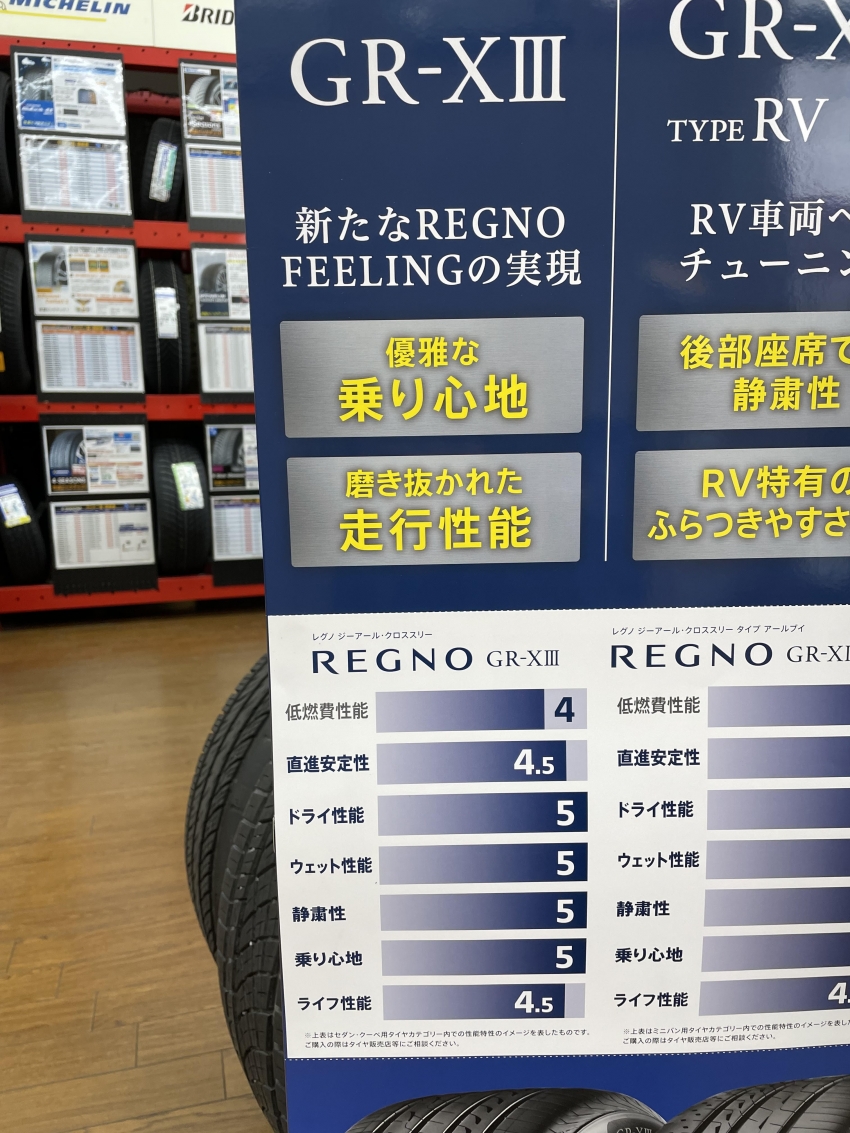 MICHELIN
BRID
GR-XⅢ
新たなREGNO
FEELINGの実現
優雅な
乗り心地
磨き抜かれた
走行性能
GR-X
TYPE RV
RV車両へ
チューニン
後部座席で
静粛性
RV特有の
ふらつきやすさ
レグノ ジーアール・クロススリー
REGNO GR-XⅢ
低燃費性能 4
直進安定性 4.5
ドライ性能 5
ウェット性能 5
静粛性 5
乗り心地 5
ライフ性能 4.5
※上表はセダン・クーペ用タイヤカテゴリー内での性能特性のイメージを表したものです。
ご購入の際はタイヤ販売店等にご相談ください。
レグノ ジーアール・クロススリー タイプ アールブイ
REGNO GR-XⅢ
低燃費性能
直進安定性
ドライ性能
ウェット性能
静粛性
乗り心地
ライフ性能 4.
※上表はミニバン用タイヤカテゴリー内での性能特性のイメージを表した
ご購入の際はタイヤ販売店等にご相談ください。
GR-XⅢ